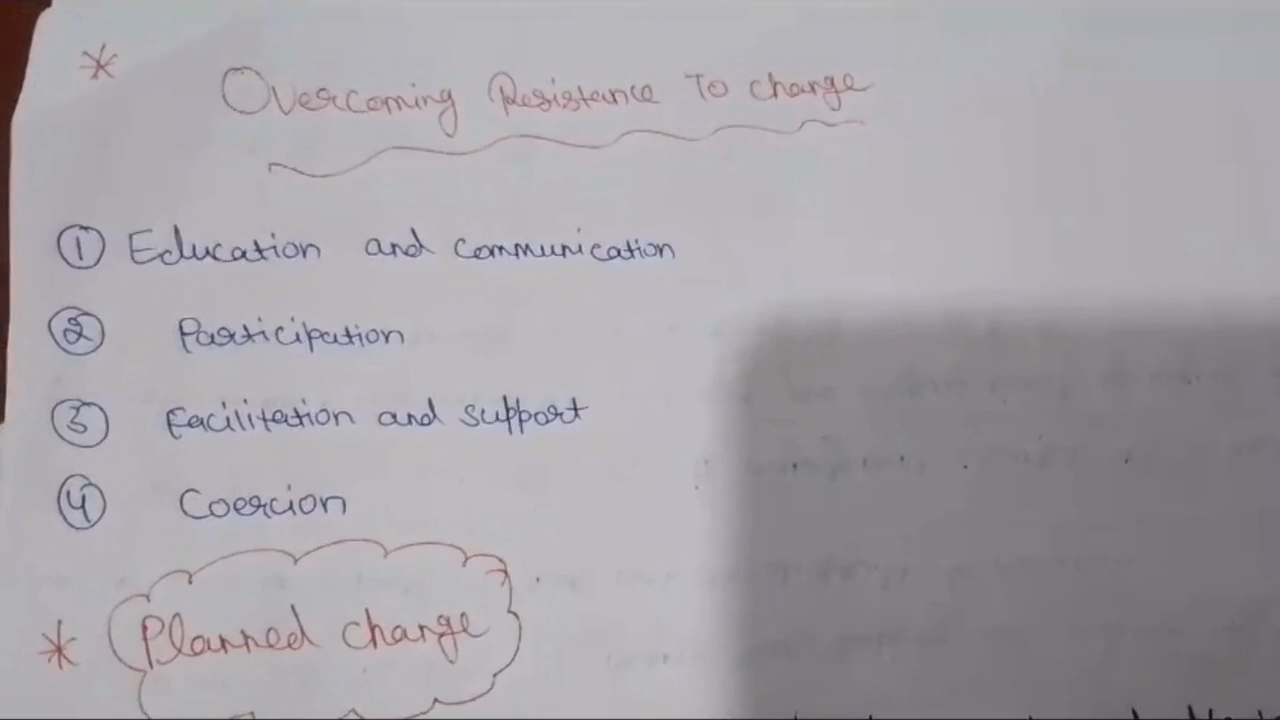 * Overcoming Resistance To change
① Education and communication
② Participation
③ Facilitation and support
④ Coercion
* Planned change